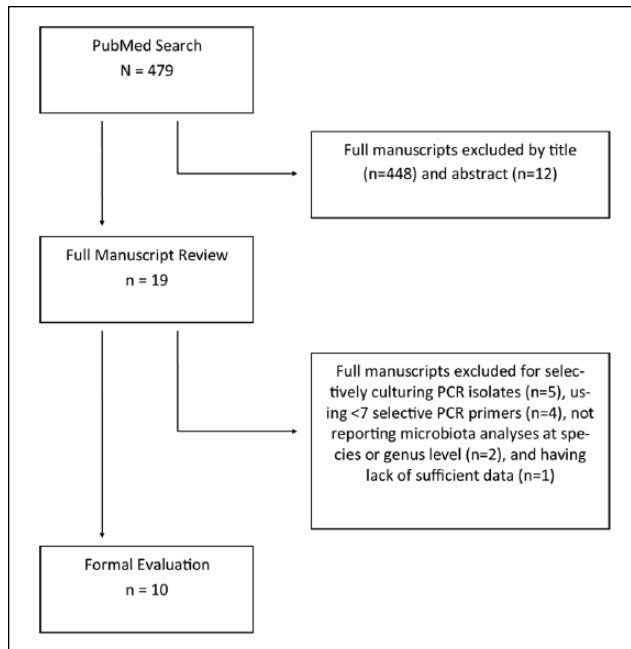 PubMed Search
N = 479
Full manuscripts excluded by title
(n=448) and abstract (n=12)
Full Manuscript Review
n = 19
Full manuscripts excluded for selec-
tively culturing PCR isolates (n=5), us-
ing <7 selective PCR primers (n=4), not
reporting microbiota analyses at spe-
cies or genus level (n=2), and having
lack of sufficient data (n=1)
Formal Evaluation
n = 10